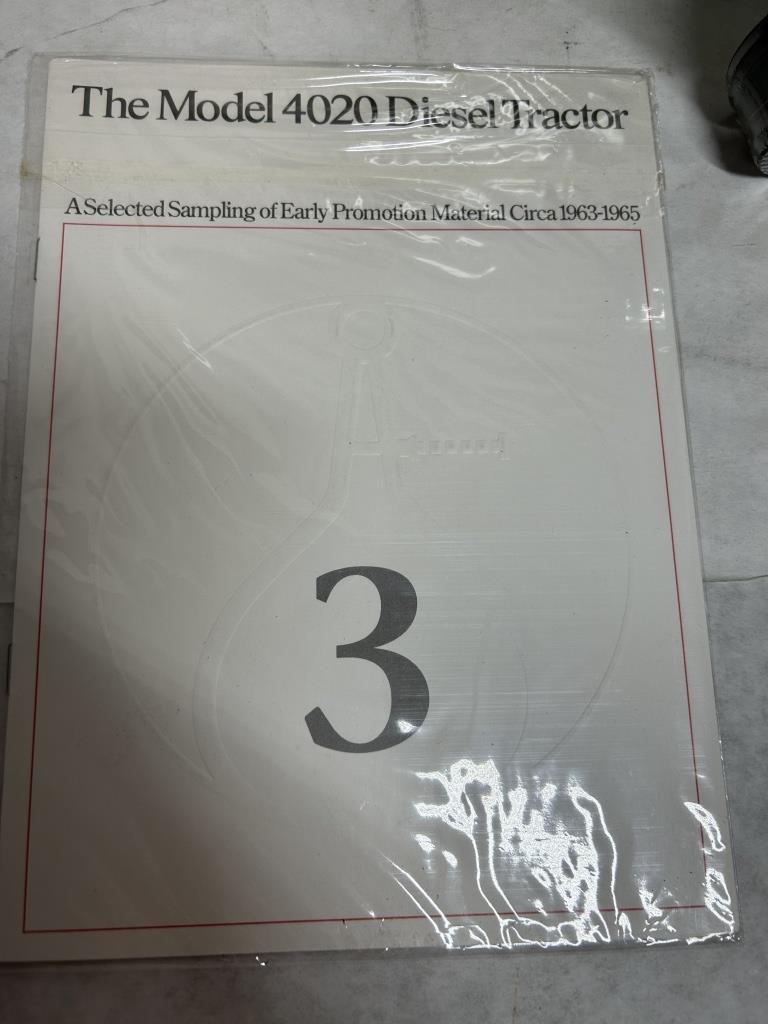 The Model 4020 Diesel Tractor
A Selected Sampling of Early Promotion Material Circa 1963-1965
3